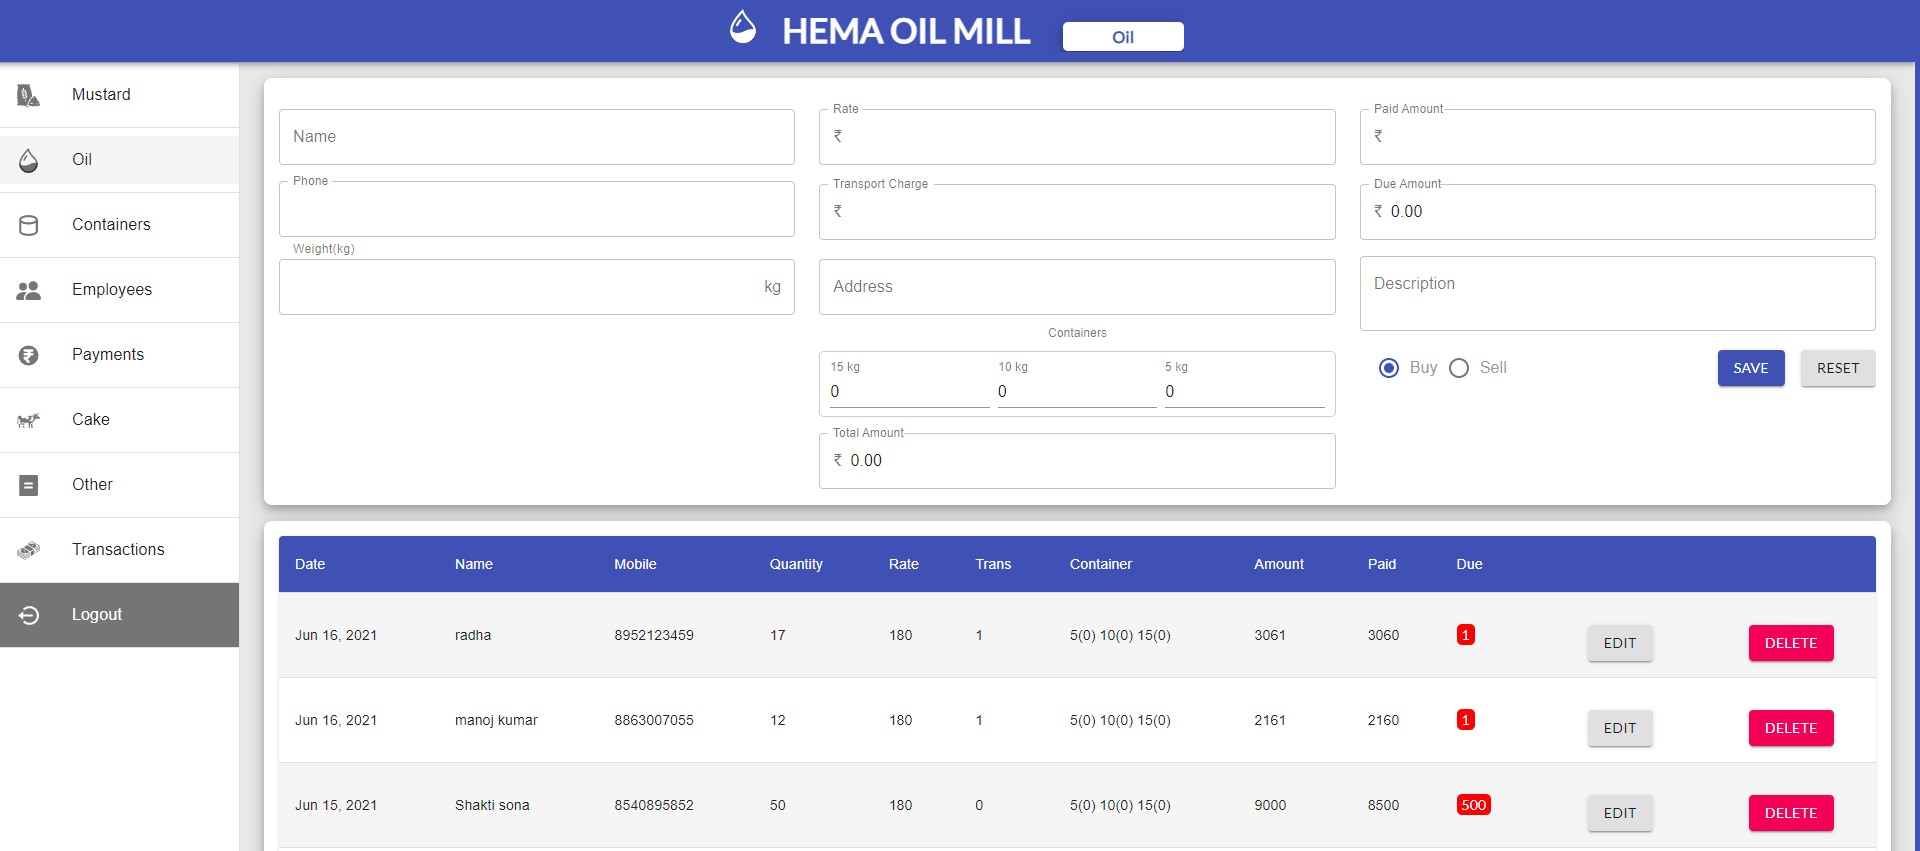 HEMA OIL MILL
Oil
Mustard
Oil
Containers
Employees
Payments
Cake
Other
Transactions
Logout
Name
Phone
Weight(kg)
kg
Rate
₹
Transport Charge
₹
Address
Containers
15 kg 10 kg 5 kg
0 0 0
Total Amount
₹ 0.00
Paid Amount
₹
Due Amount
₹ 0.00
Description
Buy Sell SAVE RESET
Date Name Mobile Quantity Rate Trans Container Amount Paid Due
Jun 16, 2021 radha 8952123459 17 180 1 5(0) 10(0) 15(0) 3061 3060 1 EDIT DELETE
Jun 16, 2021 manoj kumar 8863007055 12 180 1 5(0) 10(0) 15(0) 2161 2160 1 EDIT DELETE
Jun 15, 2021 Shakti sona 8540895852 50 180 0 5(0) 10(0) 15(0) 9000 8500 500 EDIT DELETE